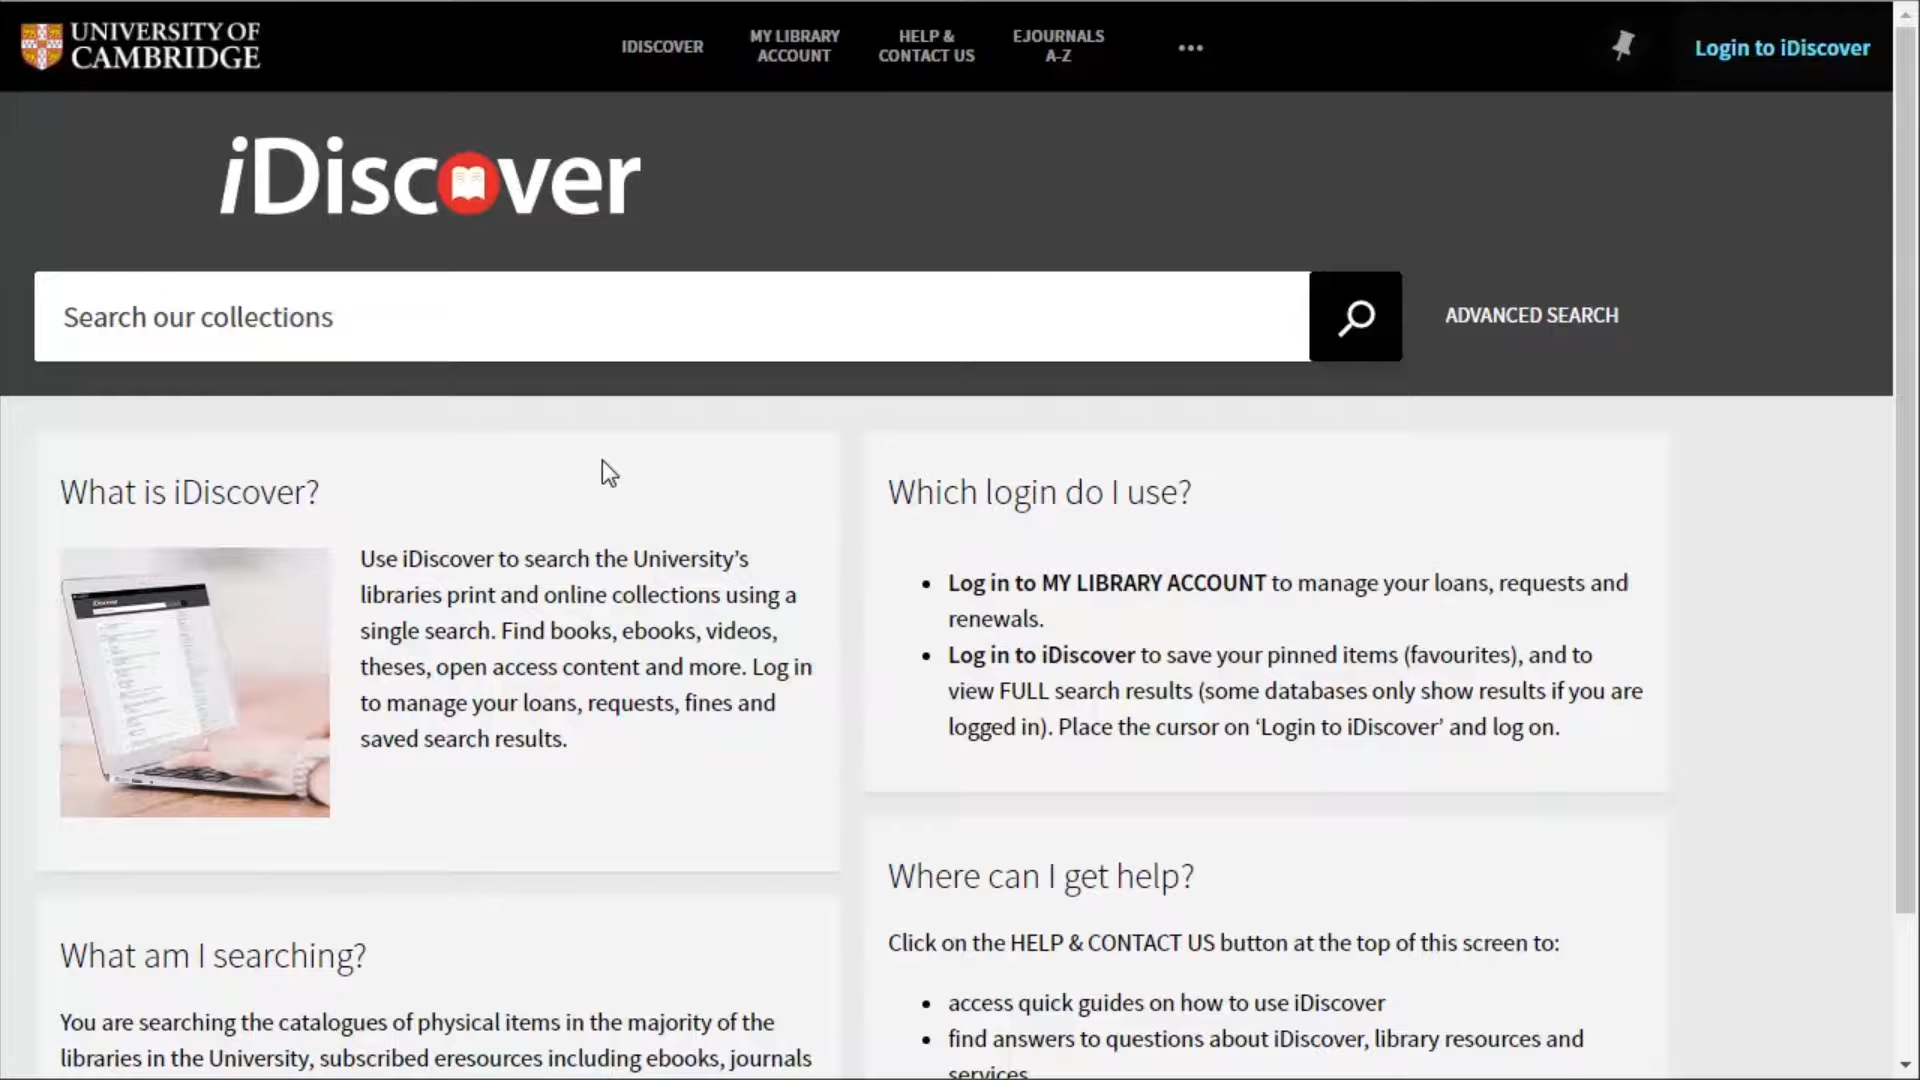 UNIVERSITY OF
CAMBRIDGE
IDISCOVER
MY LIBRARY
ACCOUNT
HELP &
CONTACT US
EJOURNALS
A-Z
Login to iDiscover
iDiscover
Search our collections
ADVANCED SEARCH
What is iDiscover?
Use iDiscover to search the University’s
libraries print and online collections using a
single search. Find books, ebooks, videos,
theses, open access content and more. Log in
to manage your loans, requests, fines and
saved search results.
What am I searching?
You are searching the catalogues of physical items in the majority of the
libraries in the University, subscribed eresources including ebooks, journals
Which login do I use?
• Log in to MY LIBRARY ACCOUNT to manage your loans, requests and
renewals.
• Log in to iDiscover to save your pinned items (favourites), and to
view FULL search results (some databases only show results if you are
logged in). Place the cursor on ‘Login to iDiscover’ and log on.
Where can I get help?
Click on the HELP & CONTACT US button at the top of this screen to:
• access quick guides on how to use iDiscover
• find answers to questions about iDiscover, library resources and
services